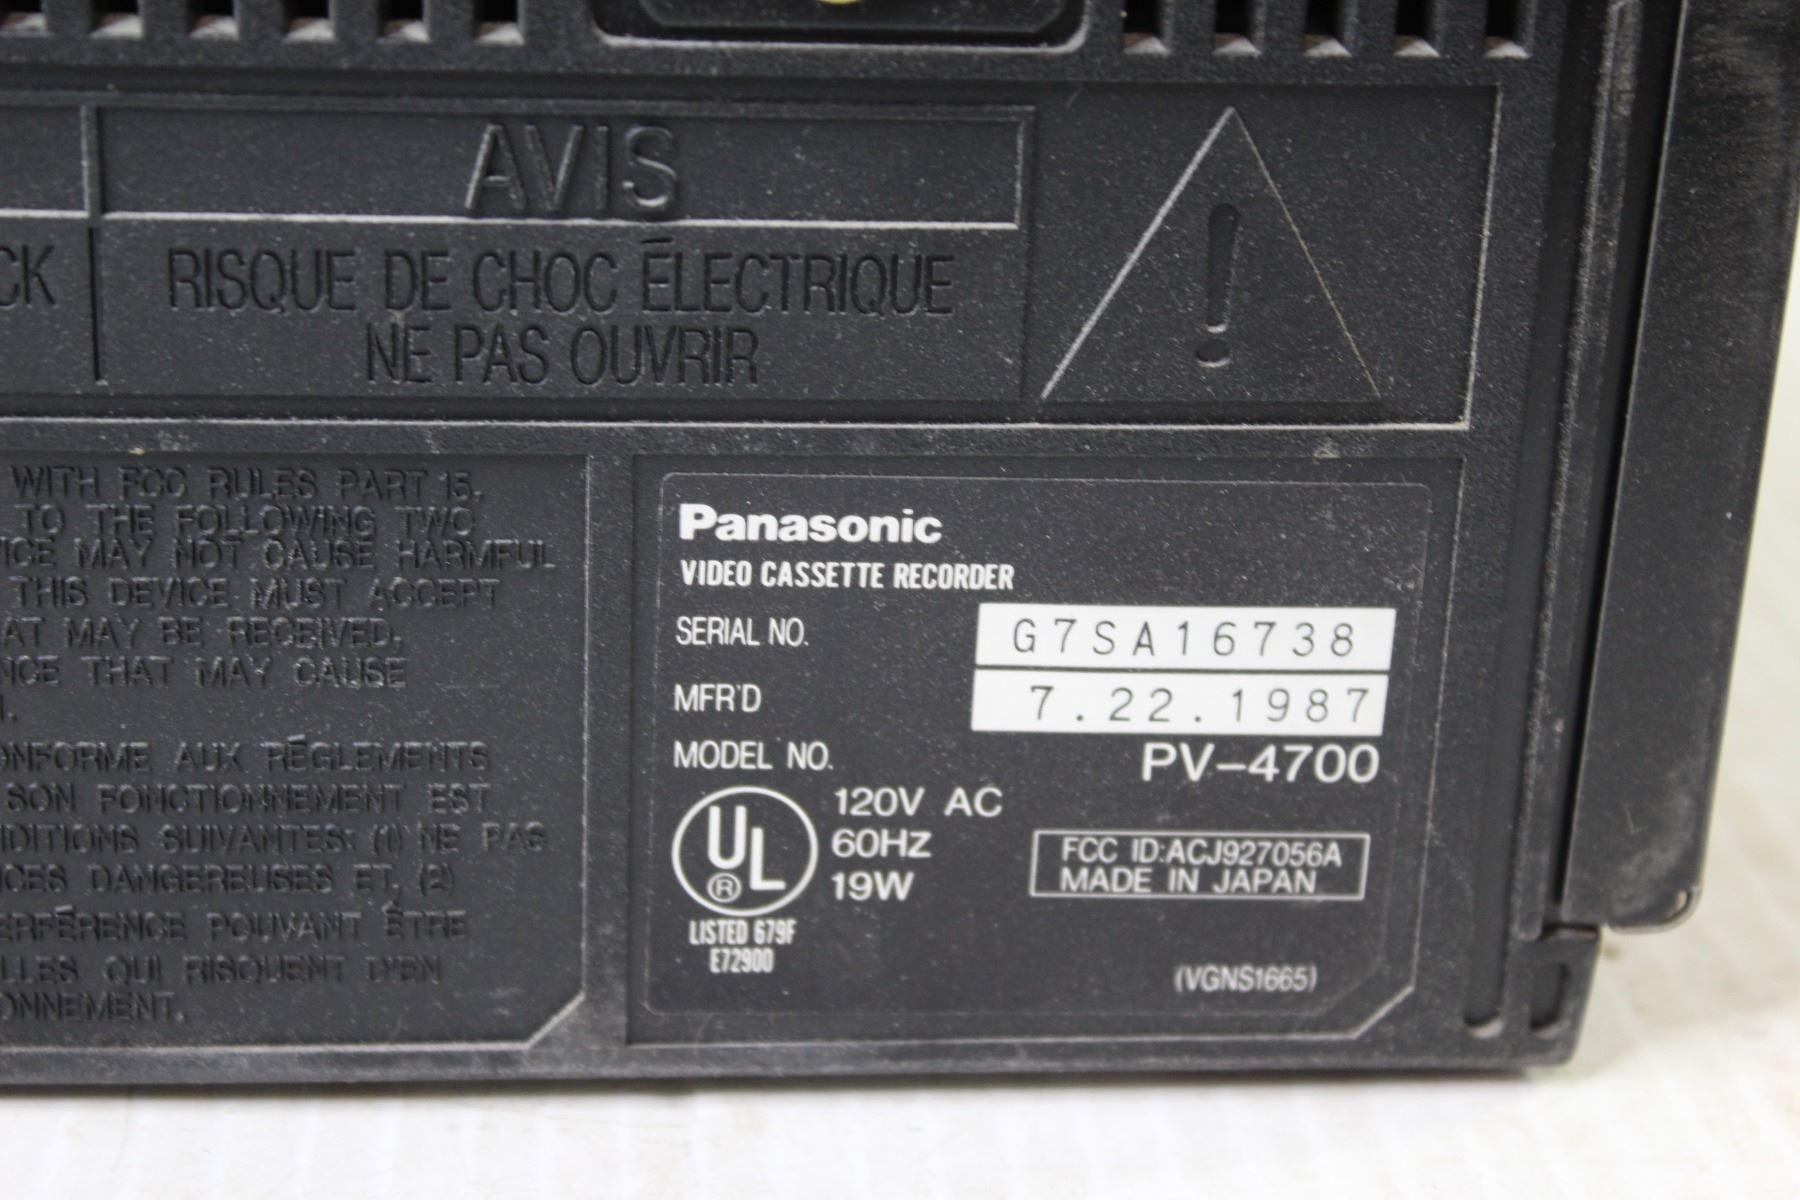 AVIS
CK
RISQUE DE CHOC ÉLECTRIQUE
NE PAS OUVRIR
WITH FCC RULES PART 15.
TO THE FOLLOWING TWO
VICE MAY NOT CAUSE HARMFUL
THIS DEVICE MUST ACCEPT
AT MAY BE RECEIVED,
NCE THAT MAY CAUSE
ONFORME AUX RÉGLEMENTS
SON FONCTIONNEMENT EST
NDITIONS SUIVANTES: (1) NE PAS
NCES DANGEREUSES ET, (2)
ERFÉRENCE POUVANT ÊTRE
LLES QUI RISQUENT D'EN
ONNEMENT.
Panasonic
VIDEO CASSETTE RECORDER
SERIAL NO. G7SA16738
MFR'D 7.22.1987
MODEL NO. PV-4700
UL ®
120V AC
60HZ
19W
LISTED 679F
E72900
FCC ID:ACJ927056A
MADE IN JAPAN
(VGNS1665)